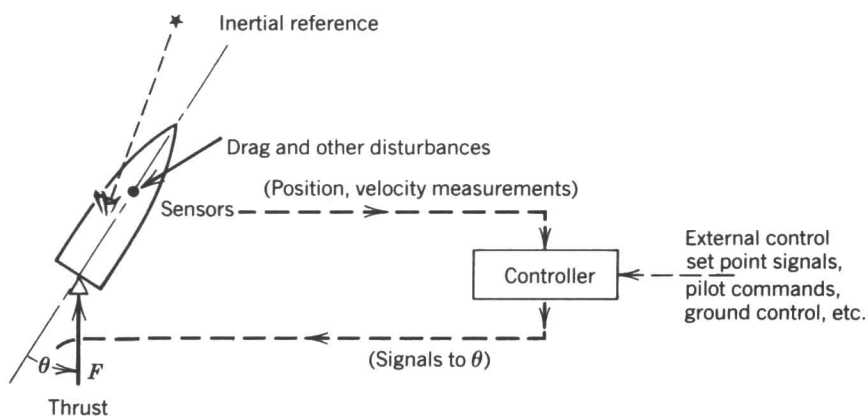 Inertial reference
Drag and other disturbances
(Position, velocity measurements)
Sensors
External control
set point signals,
pilot commands,
ground control, etc.
Controller
(Signals to θ)
θ
F
Thrust